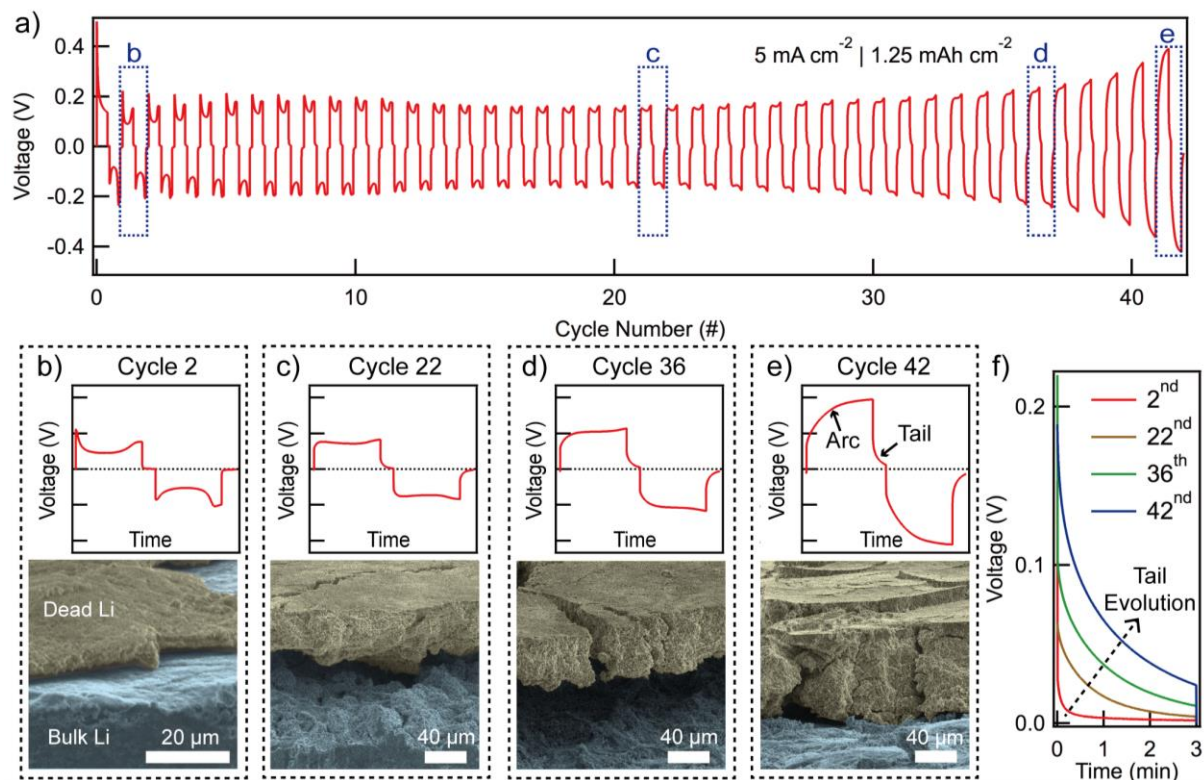 a)
Voltage (V)
0.4
0.2
0.0
-0.2
-0.4
b
c
5 mA cm⁻² | 1.25 mAh cm⁻²
d
e
0
10
20
30
40
Cycle Number (#)
b)
Cycle 2
Voltage (V)
Time
Dead Li
Bulk Li
20 μm
c)
Cycle 22
Voltage (V)
Time
40 μm
d)
Cycle 36
Voltage (V)
Time
40 μm
e)
Cycle 42
Voltage (V)
Arc
Tail
Time
40 μm
f)
Voltage (V)
0.2
0.1
0.0
2nd
22nd
36th
42nd
Tail
Evolution
0
1
2
3
Time (min)